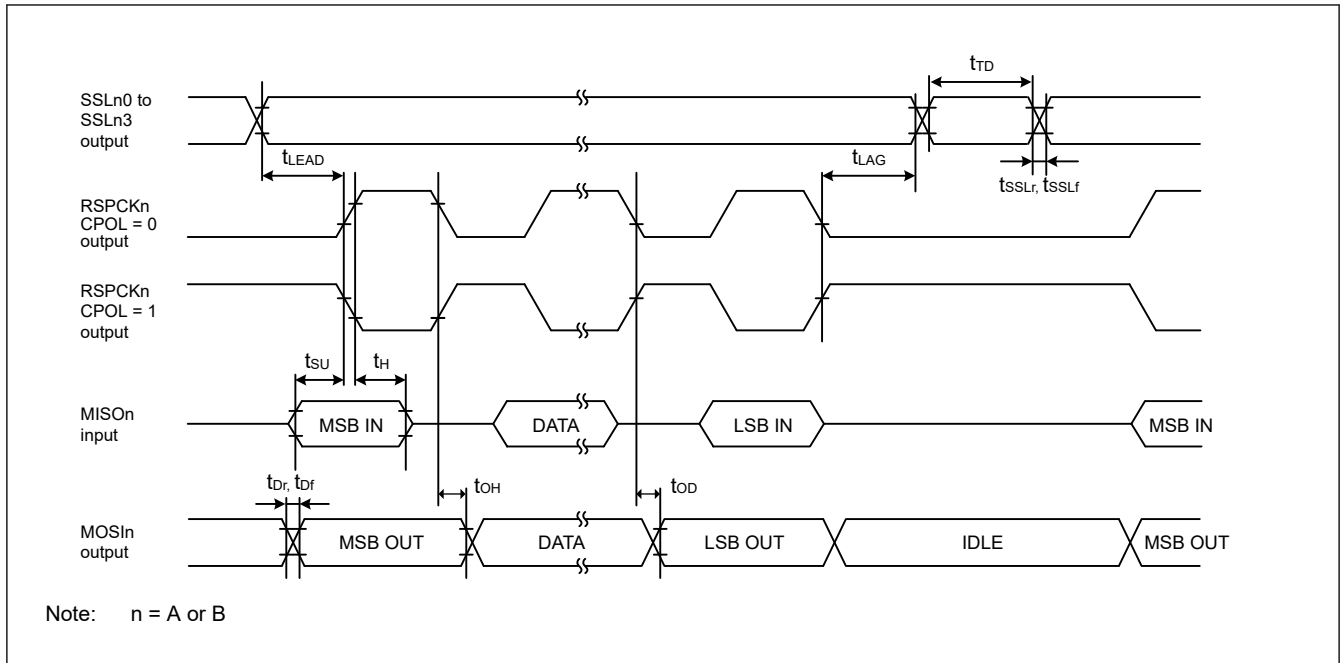 tTD
SSLn0 to
SSLn3
output
tLEAD
tLAG
tSSLr, tSSLf
RSPCKn
CPOL = 0
output
RSPCKn
CPOL = 1
output
tSU
tH
MISOn
input
MSB IN
DATA
LSB IN
MSB IN
tDr, tDf
tOH
tOD
MOSIn
output
MSB OUT
DATA
LSB OUT
IDLE
MSB OUT
Note: n = A or B